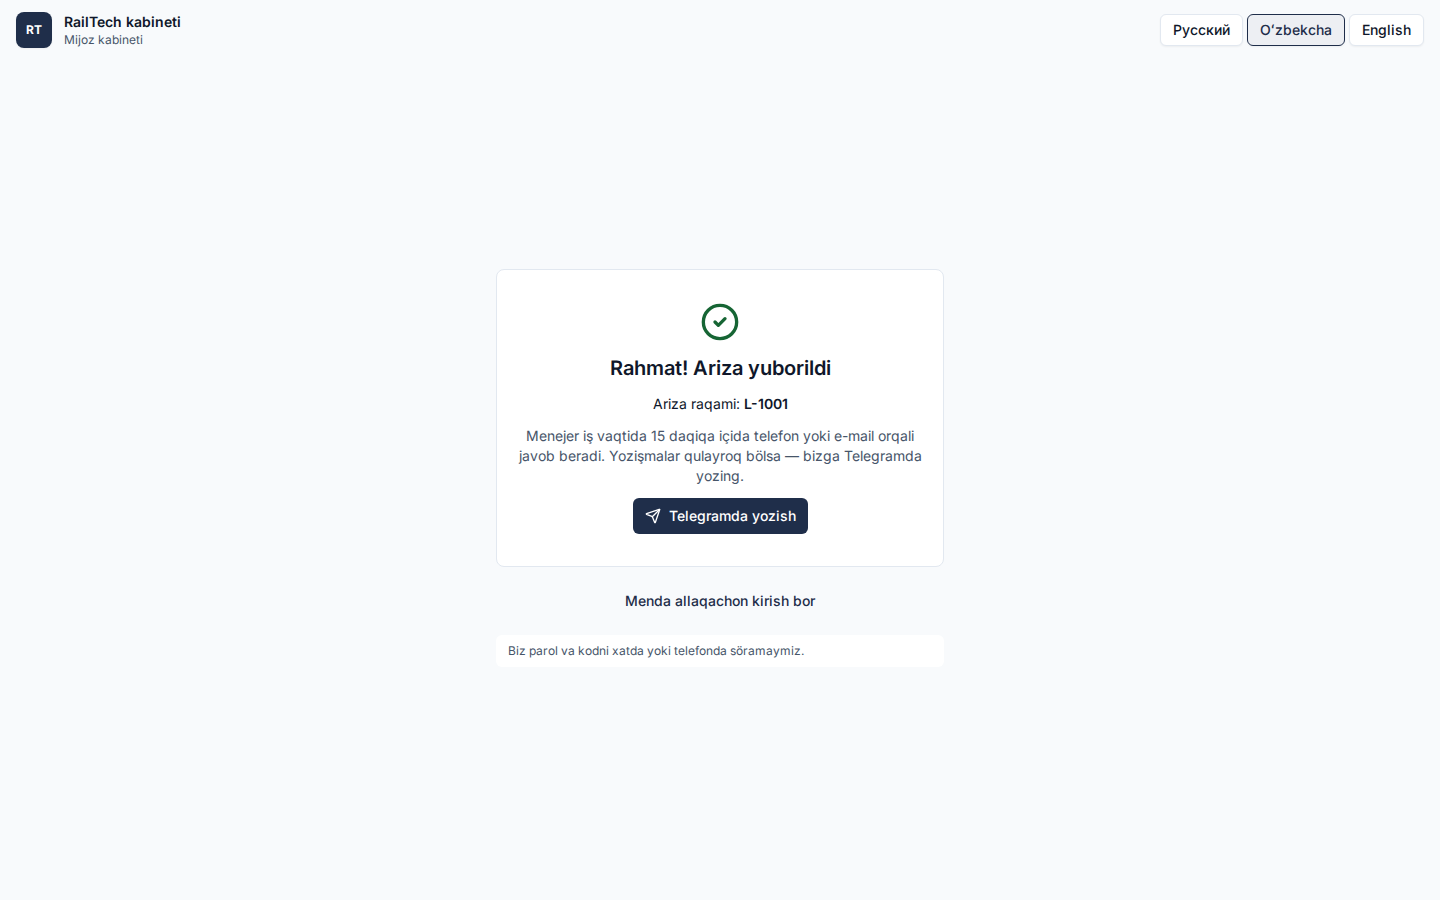 RT
RailTech kabineti
Mijoz kabineti
Русский
Oʻzbekcha
English
Rahmat! Ariza yuborildi
Ariza raqami: L-1001
Menejer iş vaqtida 15 daqiqa içida telefon yoki e-mail orqali
javob beradi. Yozişmalar qulayroq bölsa — bizga Telegramda
yozing.
Telegramda yozish
Menda allaqachon kirish bor
Biz parol va kodni xatda yoki telefonda söramaymiz.